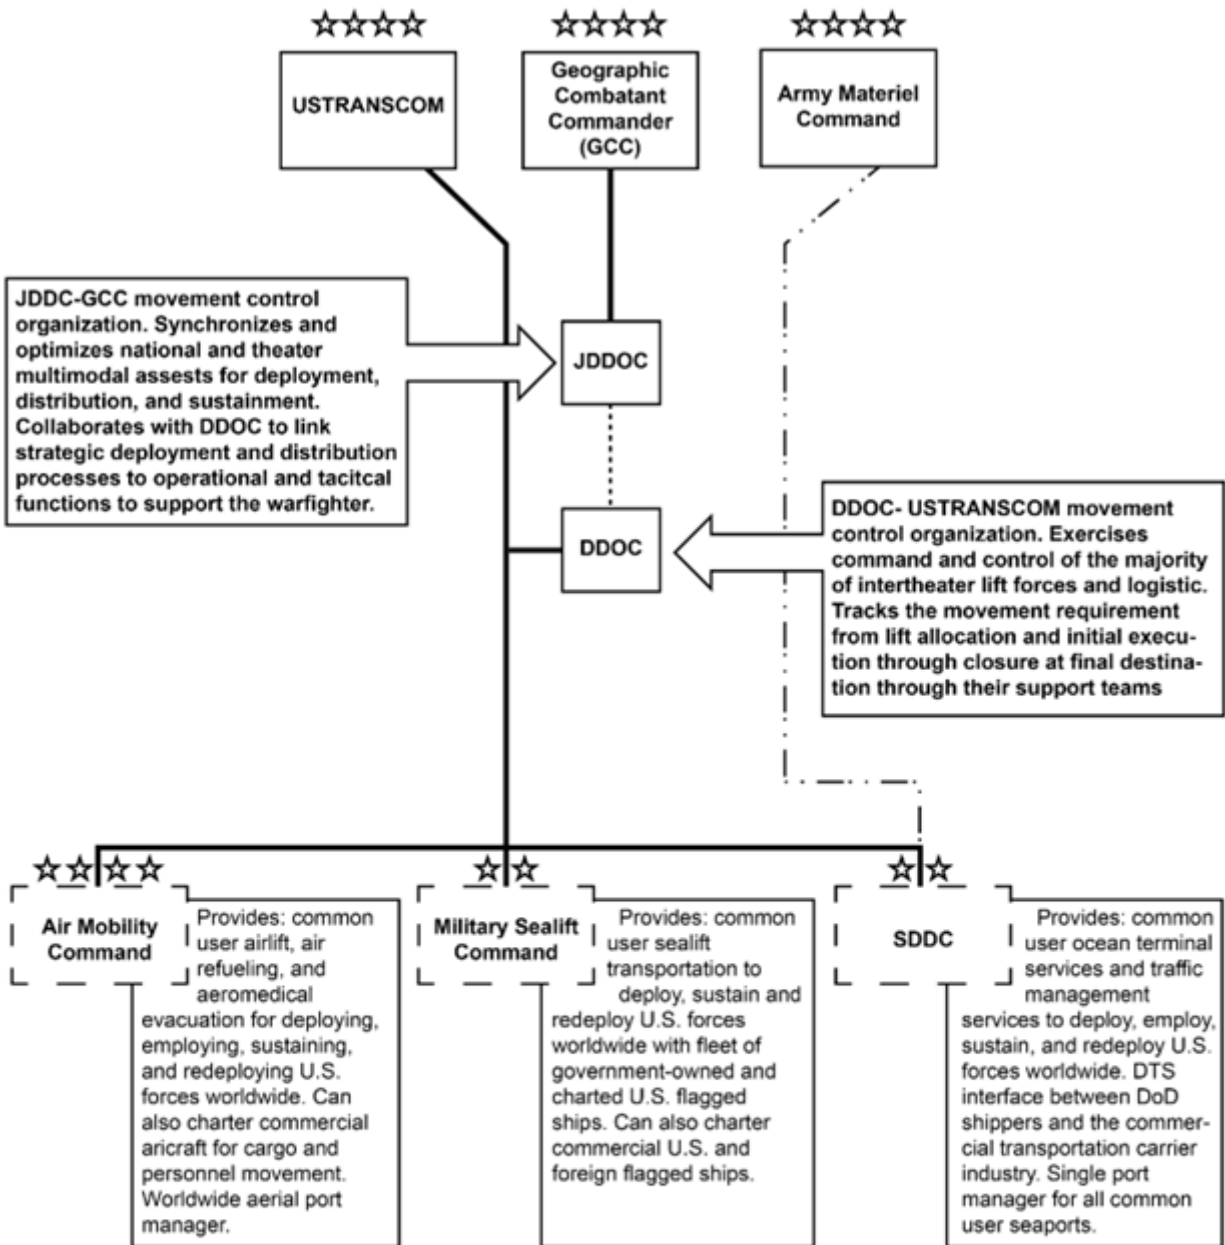 USTRANSCOM
Geographic
Combatant
Commander
(GCC)
Army Materiel
Command
JDDC-GCC movement control
organization. Synchronizes and
optimizes national and theater
multimodal assests for deployment,
distribution, and sustainment.
Collaborates with DDOC to link
strategic deployment and distribution
processes to operational and tacitcal
functions to support the warfighter.
JDDOC
DDOC
DDOC- USTRANSCOM movement
control organization. Exercises
command and control of the majority
of intertheater lift forces and logistic.
Tracks the movement requirement
from lift allocation and initial execu-
tion through closure at final destina-
tion through their support teams
Air Mobility
Command
Provides: common
user airlift, air
refueling, and
aeromedical
evacuation for deploying,
employing, sustaining,
and redeploying U.S.
forces worldwide. Can
also charter commercial
aricraft for cargo and
personnel movement.
Worldwide aerial port
manager.
Military Sealift
Command
Provides: common
user sealift
transportation to
deploy, sustain and
redeploy U.S. forces
worldwide with fleet of
government-owned and
charted U.S. flagged
ships. Can also charter
commercial U.S. and
foreign flagged ships.
SDDC
Provides: common
user ocean terminal
services and traffic
management
services to deploy, employ,
sustain, and redeploy U.S.
forces worldwide. DTS
interface between DoD
shippers and the commer-
cial transportation carrier
industry. Single port
manager for all common
user seaports.